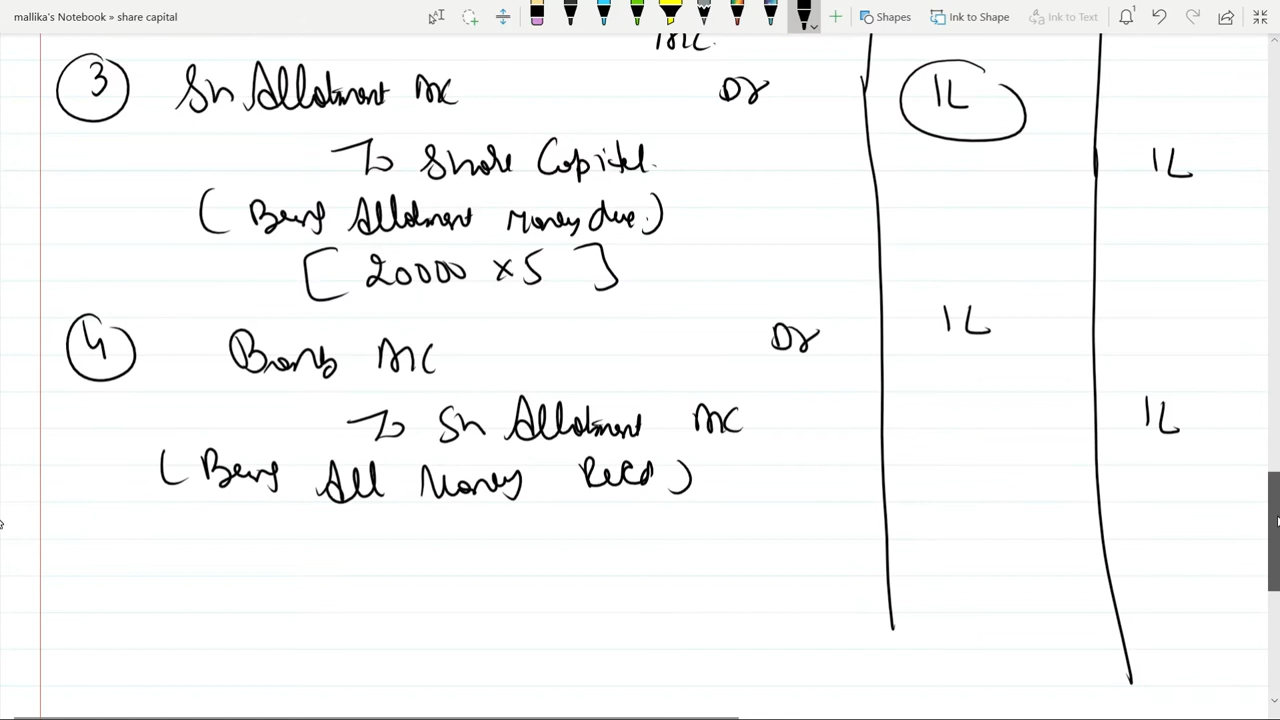 mallika's Notebook » share capital
Shapes Ink to Shape Ink to Text
A/C.
3 Sh Allotment A/C Dr 1L
To Share Capital. 1L
( Being Allotment Money due.)
[ 20000 x 5 ]
4 Bank A/C Dr 1L
To Sh Allotment A/C 1L
( Being All Money Recd )